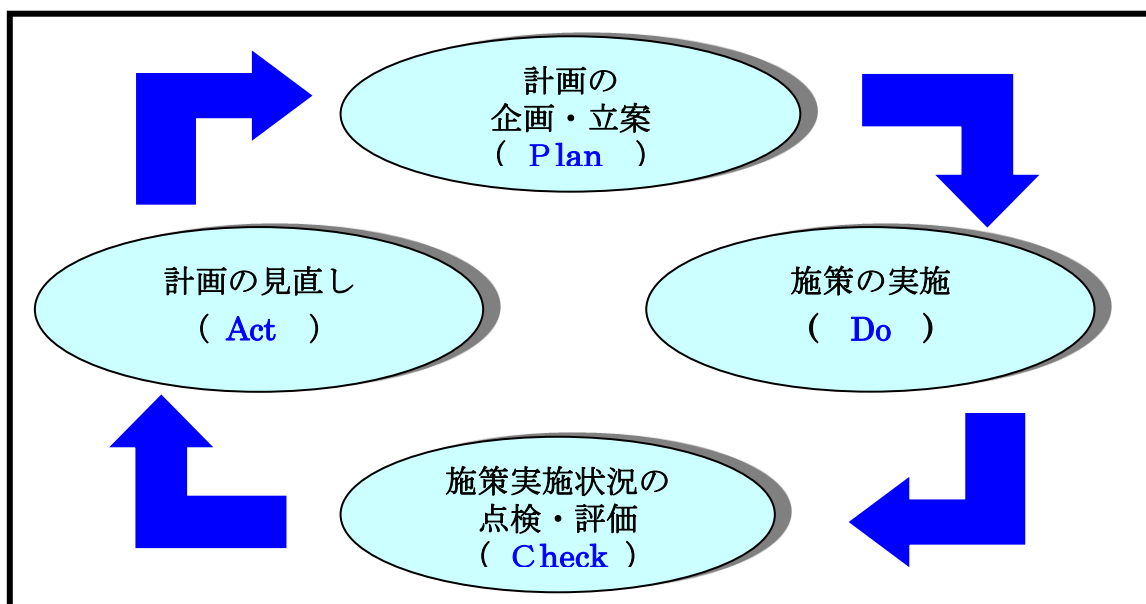 計画の
企画・立案
（ Ｐlan ）
計画の見直し
（ Act ）
施策の実施
（ Do ）
施策実施状況の
点検・評価
（ Ｃheck ）